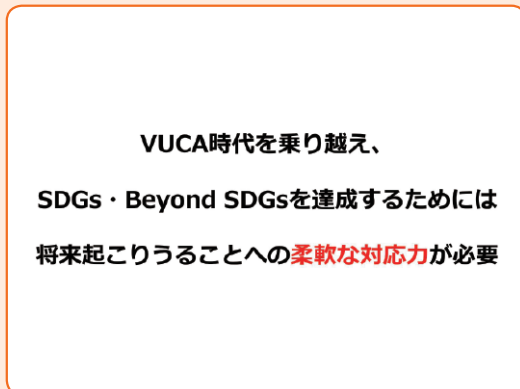 VUCA時代を乗り越え、
SDGs・Beyond SDGsを達成するためには
将来起こりうることへの柔軟な対応力が必要